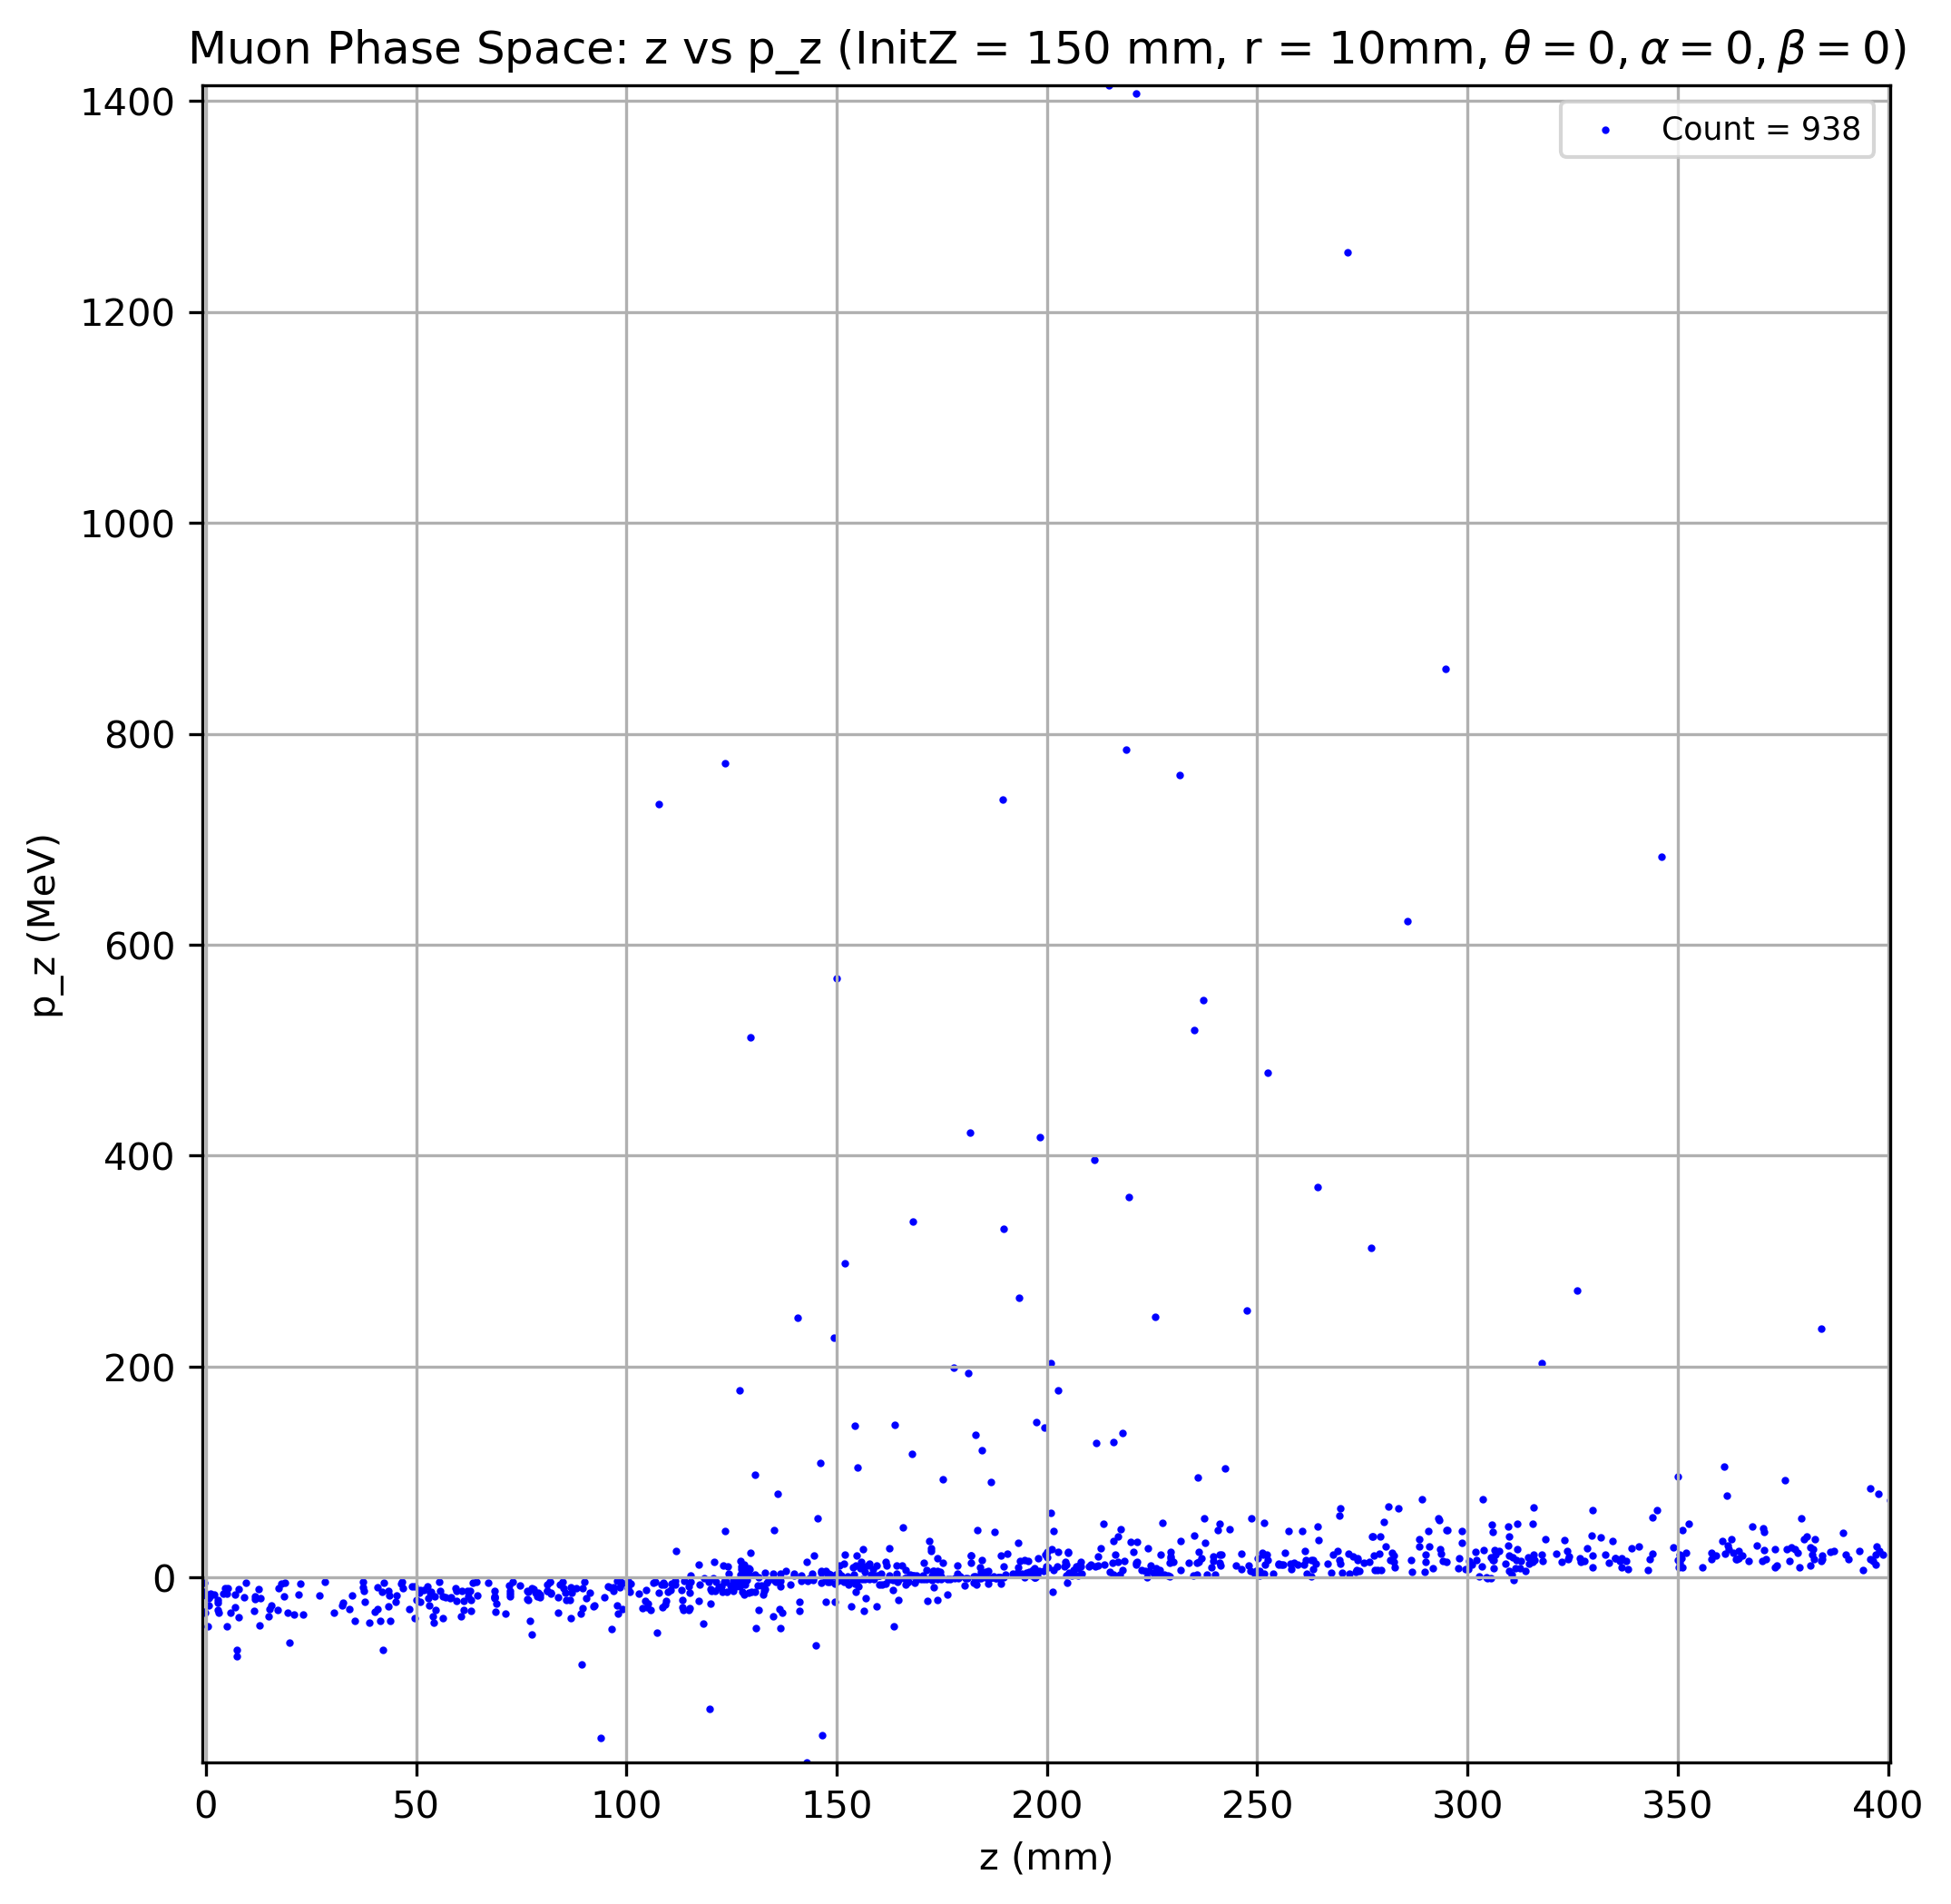 Muon Phase Space: z vs p_z (InitZ = 150 mm, r = 10mm, θ = 0, α = 0, β = 0)
Count = 938
1400
1200
1000
800
600
400
200
0
p_z (MeV)
0 50 100 150 200 250 300 350 400
z (mm)